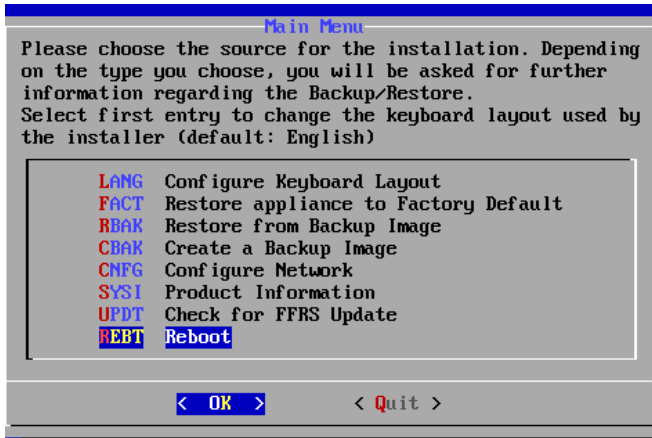 Main Menu
Please choose the source for the installation. Depending
on the type you choose, you will be asked for further
information regarding the Backup/Restore.
Select first entry to change the keyboard layout used by
the installer (default: English)
LANG Configure Keyboard Layout
FACT Restore appliance to Factory Default
RBAK Restore from Backup Image
CBAK Create a Backup Image
CNFG Configure Network
SYSI Product Information
UPDT Check for FFRS Update
REBT Reboot
< OK > < Quit >